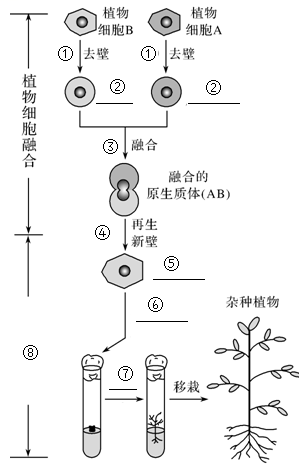 植物
细胞B
植物
细胞A
① 去壁
① 去壁
②
②
植物细胞融合
③ 融合
融合的
原生质体(AB)
④ 再生
新壁
⑤
⑥
杂种植物
⑧
⑦
移栽